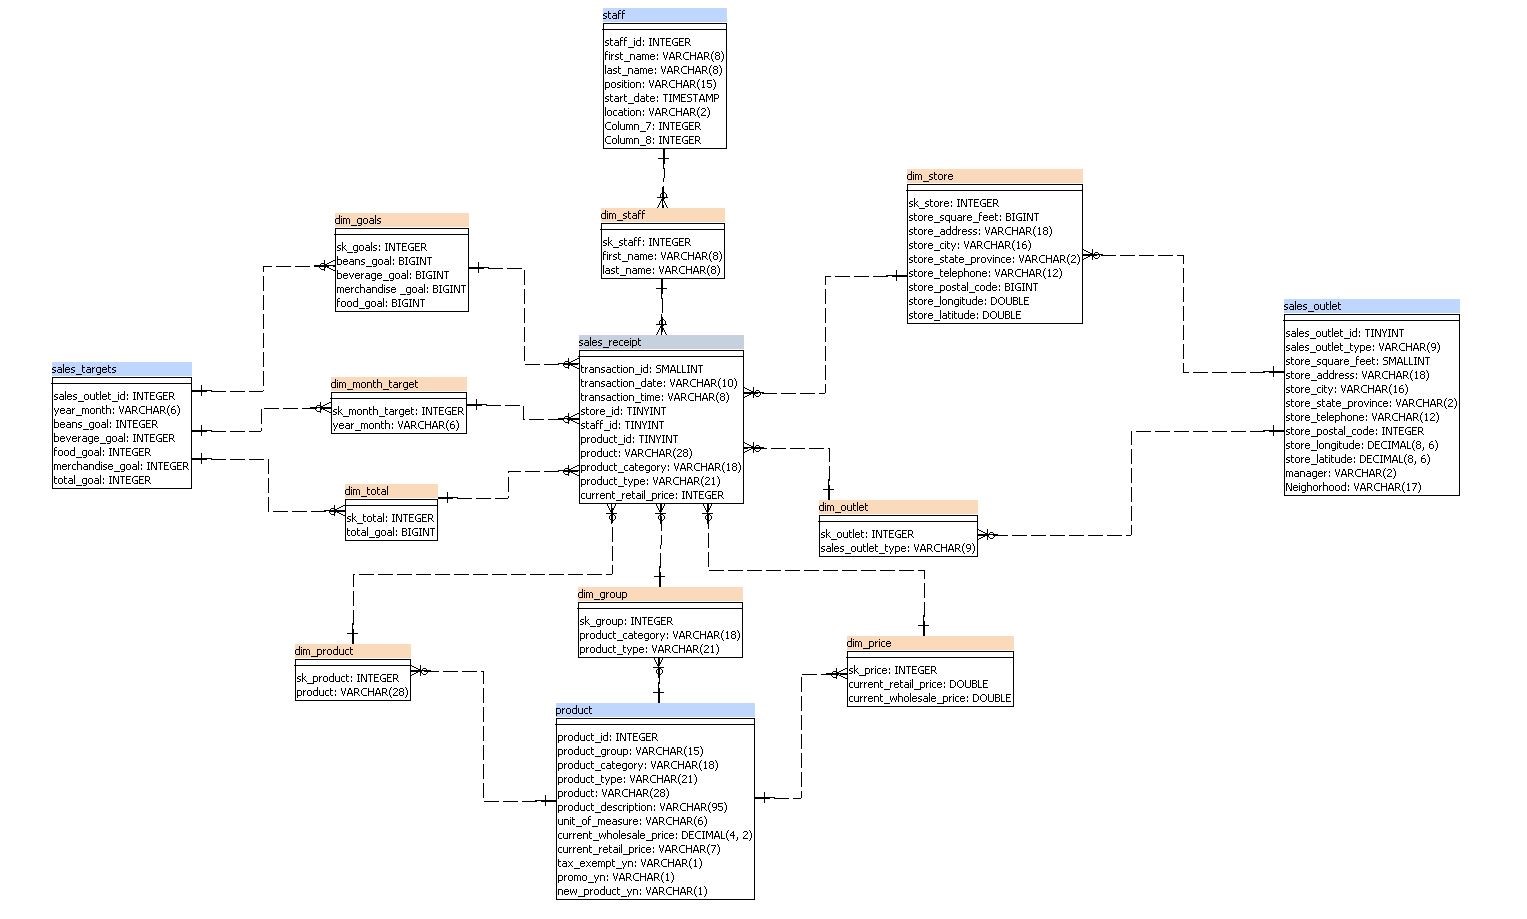 staff
staff_id: INTEGER
first_name: VARCHAR(8)
last_name: VARCHAR(8)
position: VARCHAR(15)
start_date: TIMESTAMP
location: VARCHAR(2)
Column_7: INTEGER
Column_8: INTEGER
dim_store
sk_store: INTEGER
store_square_feet: BIGINT
store_address: VARCHAR(18)
store_city: VARCHAR(16)
store_state_province: VARCHAR(2)
store_telephone: VARCHAR(12)
store_postal_code: BIGINT
store_longitude: DOUBLE
store_latitude: DOUBLE
dim_goals
sk_goals: INTEGER
beans_goal: BIGINT
beverage_goal: BIGINT
merchandise _goal: BIGINT
food_goal: BIGINT
dim_staff
sk_staff: INTEGER
first_name: VARCHAR(8)
last_name: VARCHAR(8)
sales_outlet
sales_outlet_id: TINYINT
sales_outlet_type: VARCHAR(9)
store_square_feet: SMALLINT
store_address: VARCHAR(18)
store_city: VARCHAR(16)
store_state_province: VARCHAR(2)
store_telephone: VARCHAR(12)
store_postal_code: INTEGER
store_longitude: DECIMAL(8, 6)
store_latitude: DECIMAL(8, 6)
manager: VARCHAR(2)
Neighorhood: VARCHAR(17)
sales_receipt
transaction_id: SMALLINT
transaction_date: VARCHAR(10)
transaction_time: VARCHAR(8)
store_id: TINYINT
staff_id: TINYINT
product_id: TINYINT
product: VARCHAR(28)
product_category: VARCHAR(18)
product_type: VARCHAR(21)
current_retail_price: INTEGER
sales_targets
sales_outlet_id: INTEGER
year_month: VARCHAR(6)
beans_goal: INTEGER
beverage_goal: INTEGER
food_goal: INTEGER
merchandise_goal: INTEGER
total_goal: INTEGER
dim_month_target
sk_month_target: INTEGER
year_month: VARCHAR(6)
dim_total
sk_total: INTEGER
total_goal: BIGINT
dim_outlet
sk_outlet: INTEGER
sales_outlet_type: VARCHAR(9)
dim_group
sk_group: INTEGER
product_category: VARCHAR(18)
product_type: VARCHAR(21)
dim_product
sk_product: INTEGER
product: VARCHAR(28)
dim_price
sk_price: INTEGER
current_retail_price: DOUBLE
current_wholesale_price: DOUBLE
product
product_id: INTEGER
product_group: VARCHAR(15)
product_category: VARCHAR(18)
product_type: VARCHAR(21)
product: VARCHAR(28)
product_description: VARCHAR(95)
unit_of_measure: VARCHAR(6)
current_wholesale_price: DECIMAL(4, 2)
current_retail_price: VARCHAR(7)
tax_exempt_yn: VARCHAR(1)
promo_yn: VARCHAR(1)
new_product_yn: VARCHAR(1)